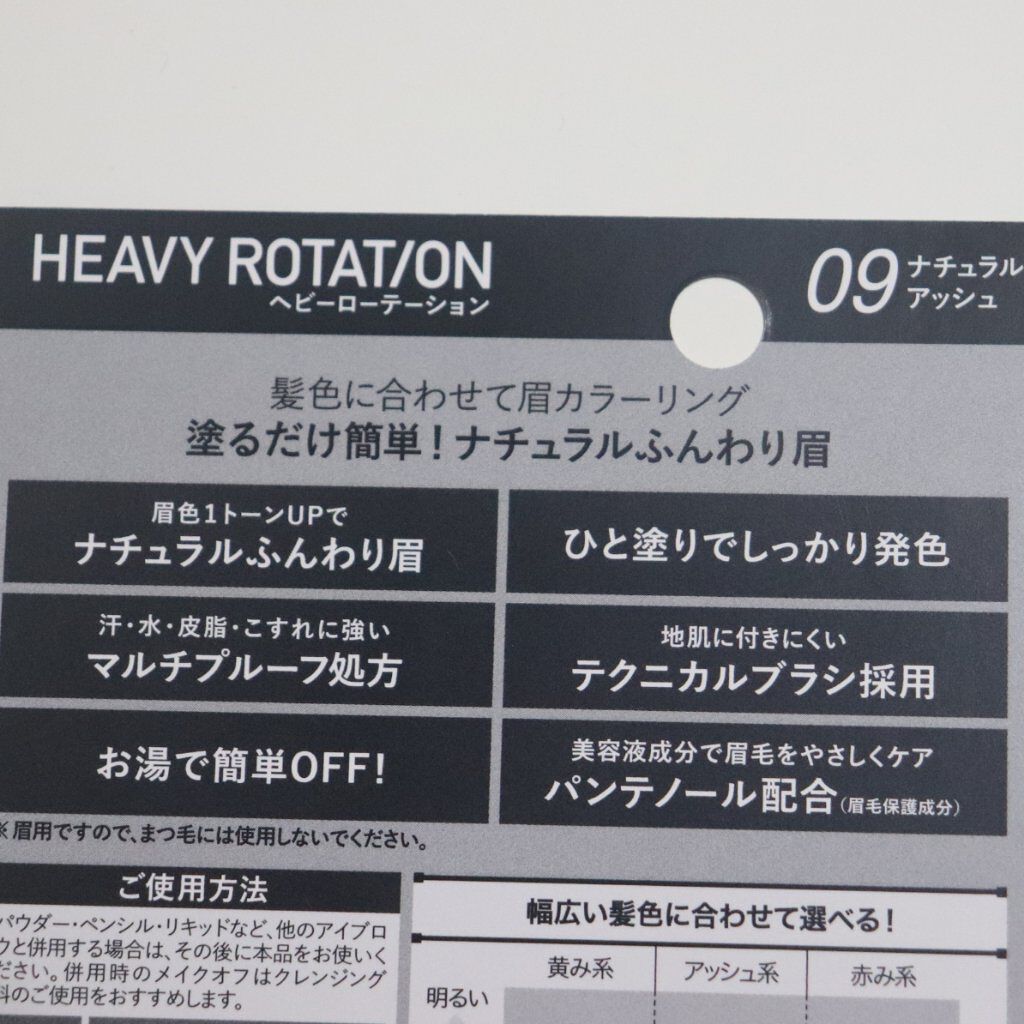 HEAVY ROTATION
ヘビーローテーション
09 ナチュラル
アッシュ
髪色に合わせて眉カラーリング
塗るだけ簡単!ナチュラルふんわり眉
眉色1トーンUPで
ナチュラルふんわり眉
ひと塗りでしっかり発色
汗・水・皮脂・こすれに強い
マルチプルーフ処方
地肌に付きにくい
テクニカルブラシ採用
お湯で簡単OFF!
美容液成分で眉毛をやさしくケア
パンテノール配合(眉毛保護成分)
※眉用ですので、まつ毛には使用しないでください。
ご使用方法
パウダー・ペンシル・リキッドなど、他のアイブロ
ウと併用する場合は、その後に本品をお使いく
ださい。併用時のメイクオフはクレンジング
料のご使用をおすすめします。
幅広い髪色に合わせて選べる!
黄み系 アッシュ系 赤み系
明るい